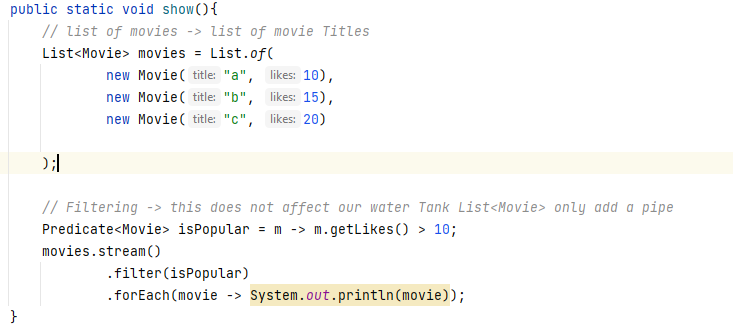 public static void show(){
// list of movies -> list of movie Titles
List<Movie> movies = List.of(
new Movie( title: "a", likes: 10),
new Movie( title: "b", likes: 15),
new Movie( title: "c", likes: 20)
);
// Filtering -> this does not affect our water Tank List<Movie> only add a pipe
Predicate<Movie> isPopular = m -> m.getLikes() > 10;
movies.stream()
.filter(isPopular)
.forEach(movie -> System.out.println(movie));
}